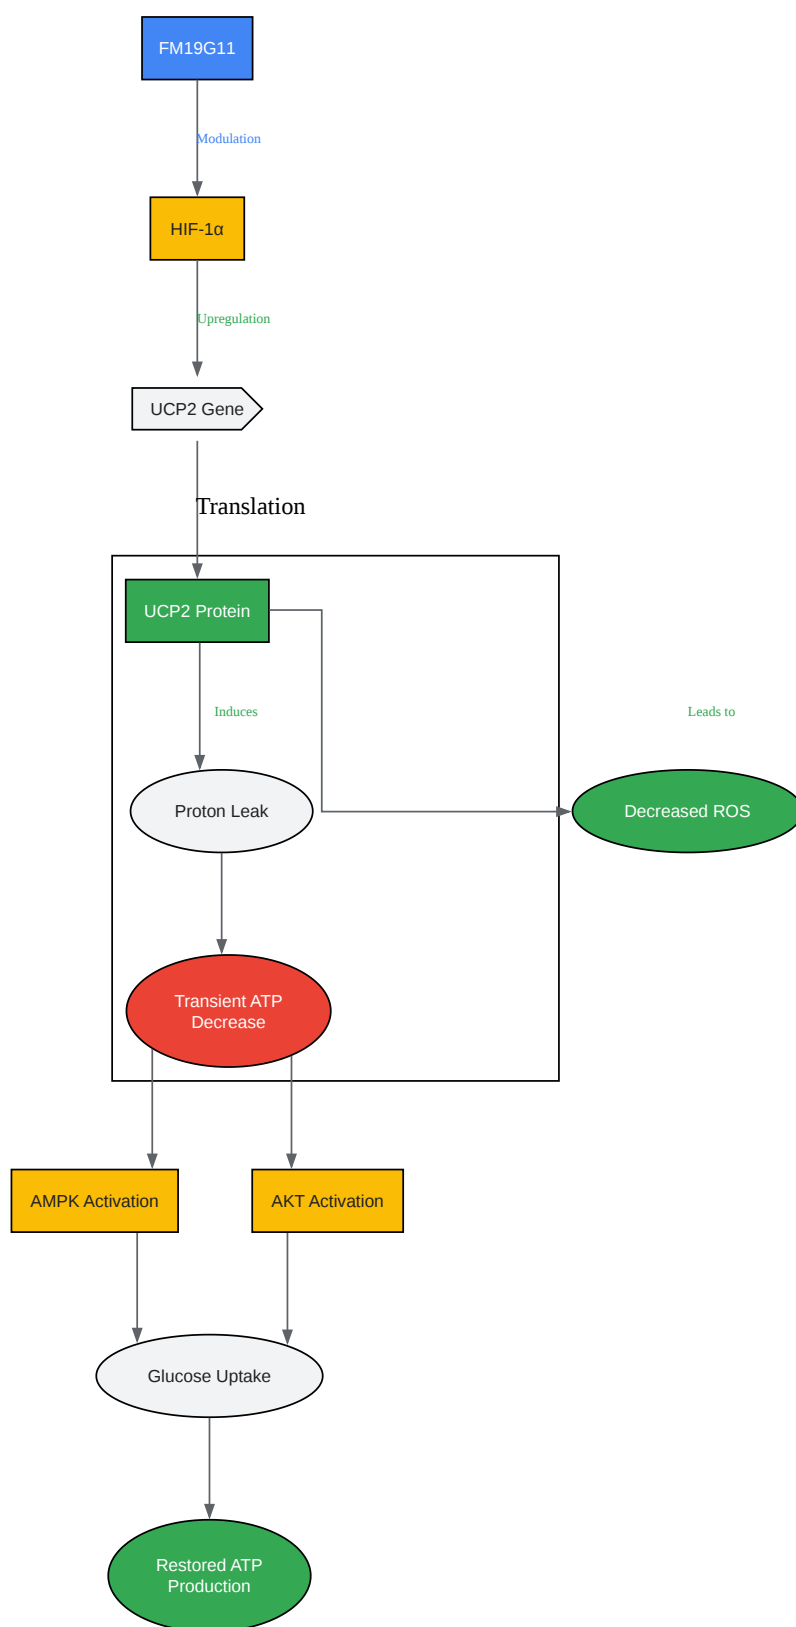 FM19G11
Modulation
HIF-1α
Upregulation
UCP2 Gene
Translation
UCP2 Protein
Induces
Leads to
Proton Leak
Decreased ROS
Transient ATP
Decrease
AMPK Activation
AKT Activation
Glucose Uptake
Restored ATP
Production